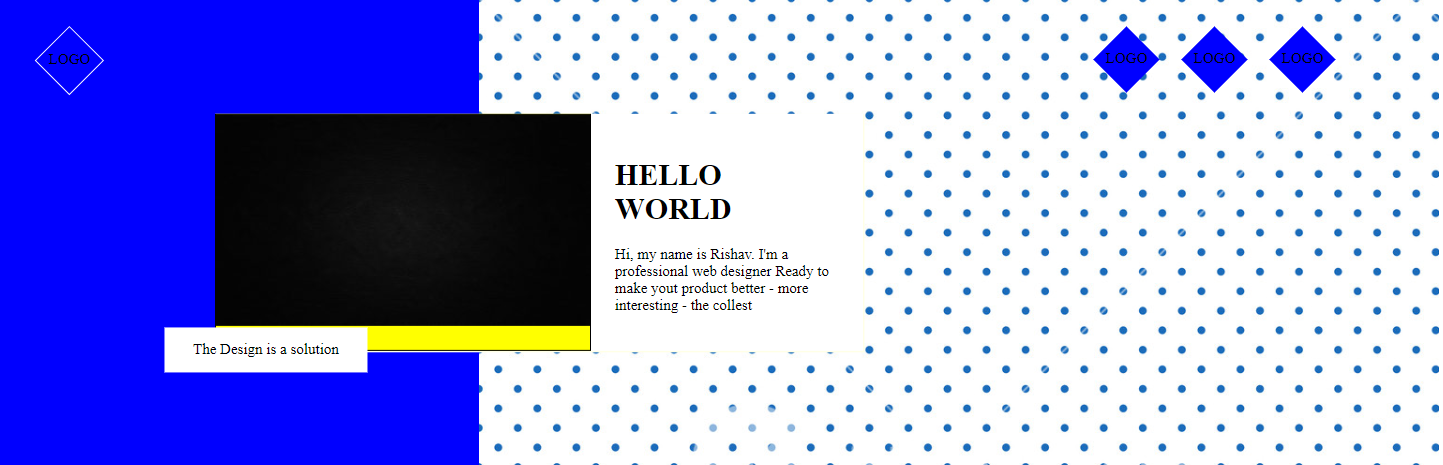 LOGO
LOGO LOGO LOGO
HELLO
WORLD
Hi, my name is Rishav. I'm a
professional web designer Ready to
make yout product better - more
interesting - the collest
The Design is a solution